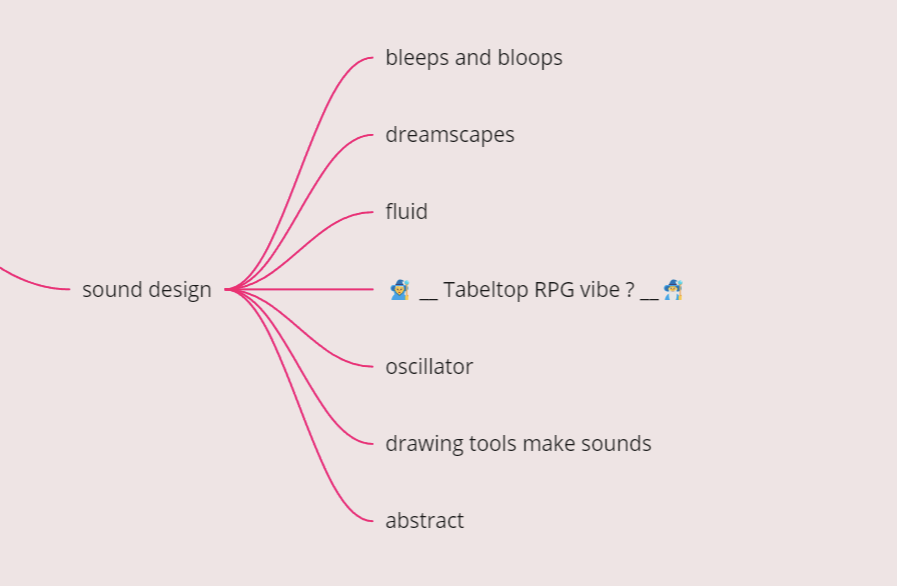 bleeps and bloops
dreamscapes
fluid
sound design
🧙‍♀️ __ Tabeltop RPG vibe ? __ 🧙‍♂️
oscillator
drawing tools make sounds
abstract